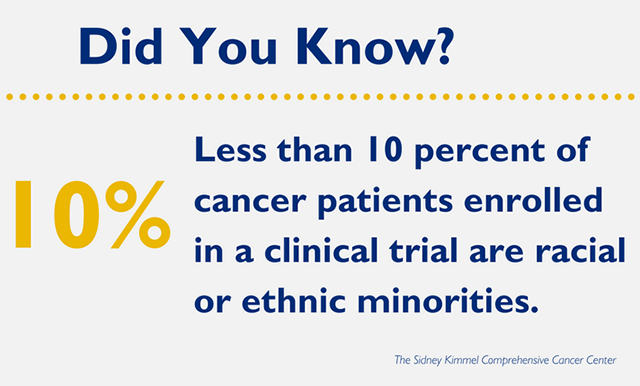 Did You Know?
10%
Less than 10 percent of
cancer patients enrolled
in a clinical trial are racial
or ethnic minorities.
The Sidney Kimmel Comprehensive Cancer Center